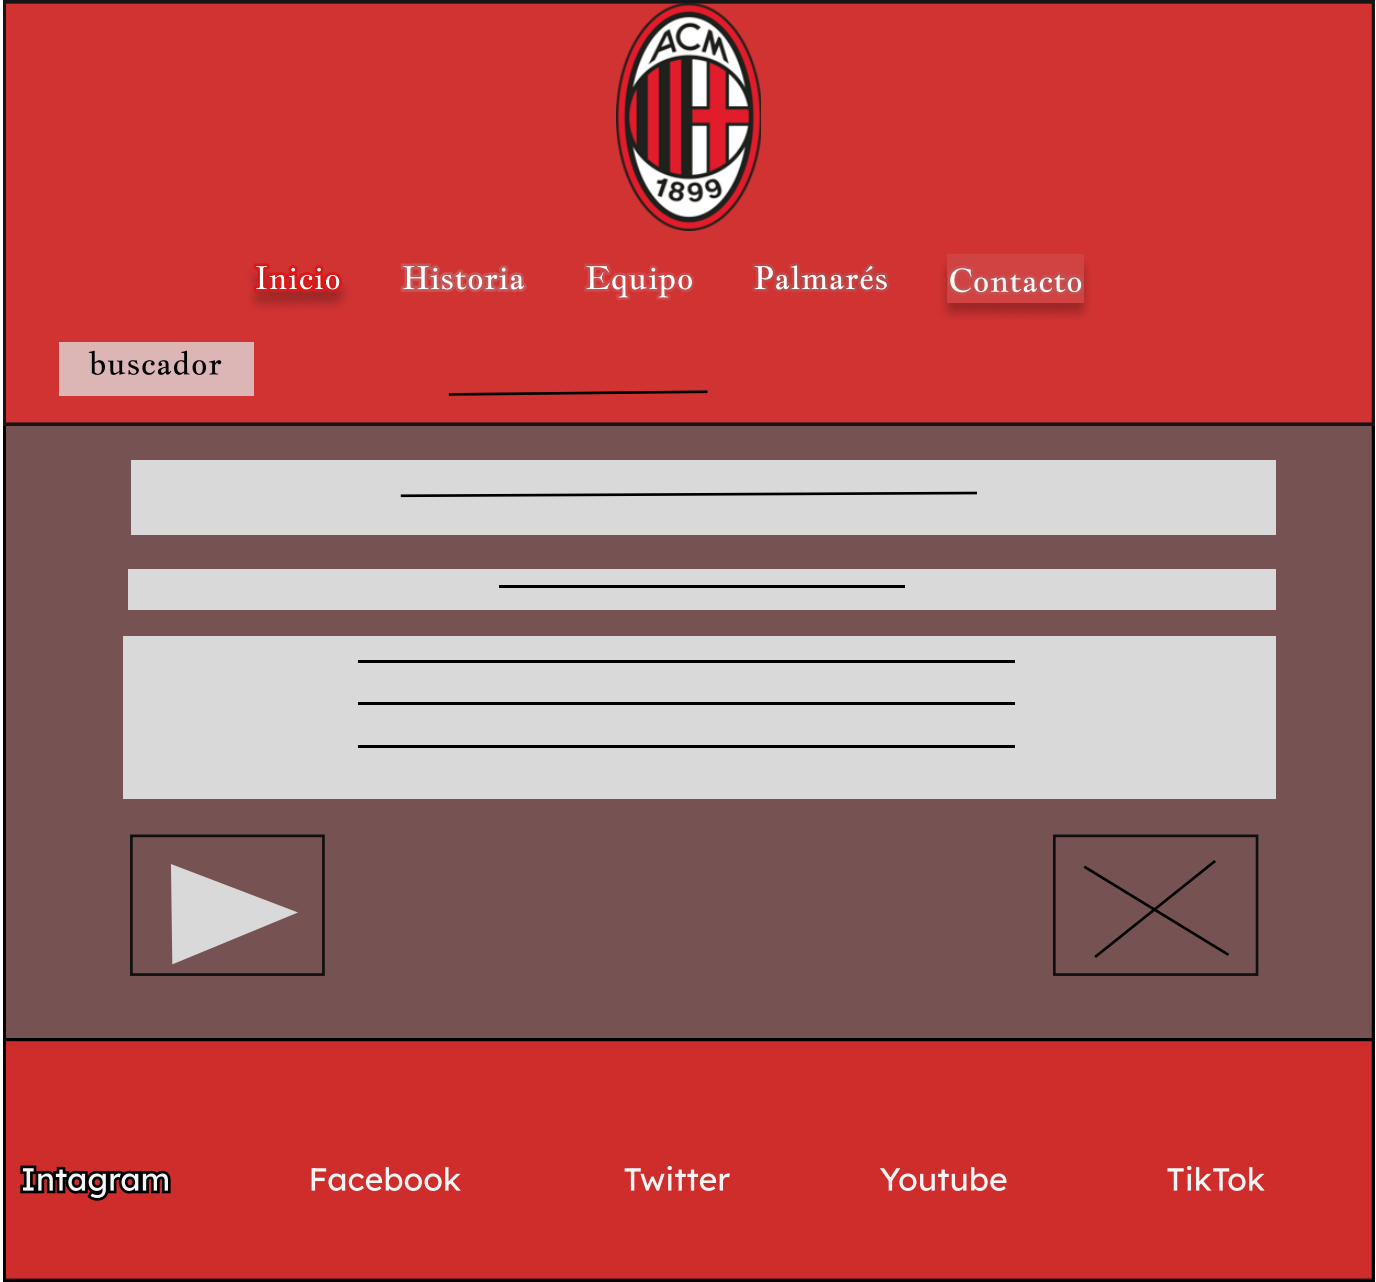 ACM
1899
Inicio Historia Equipo Palmarés Contacto
buscador
Intagram Facebook Twitter Youtube TikTok